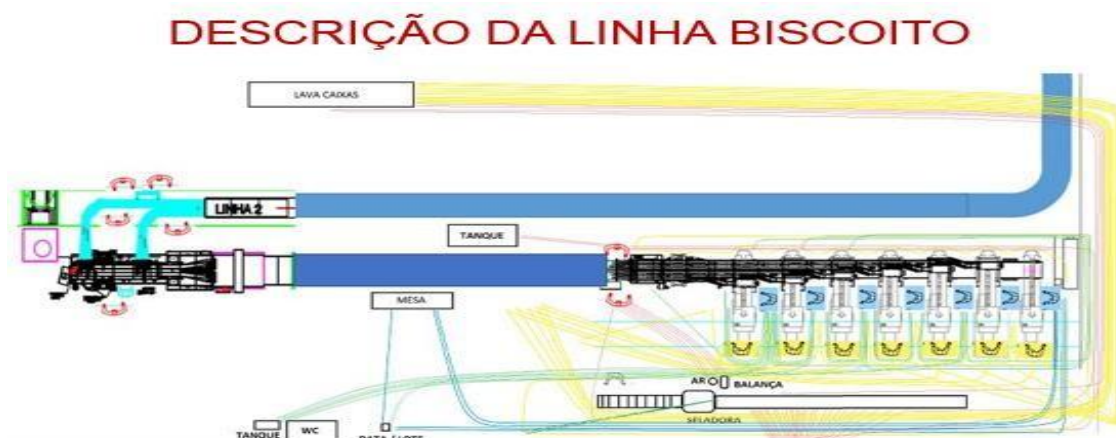 DESCRIÇÃO DA LINHA BISCOITO
LAVA CAIXAS
LINHA 2
TANQUE
MESA
AR
BALANÇA
SELADORA
TANQUE
WC